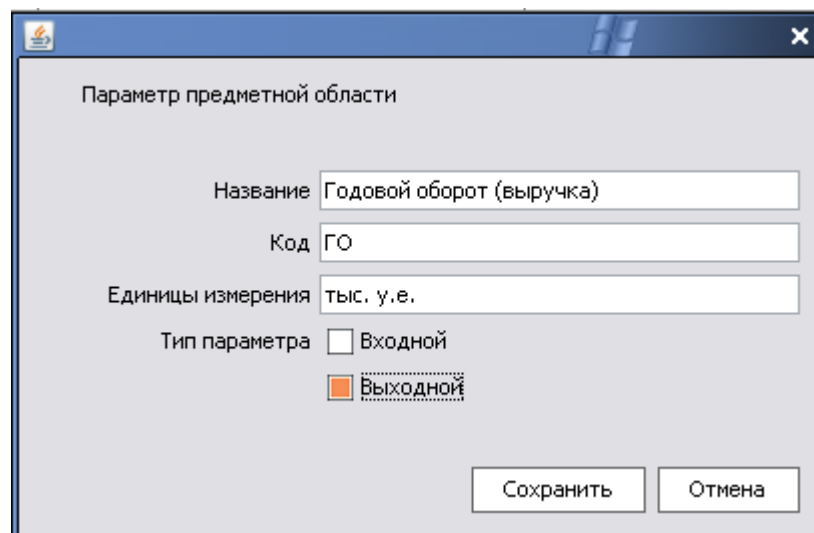 Параметр предметной области
Название Годовой оборот (выручка)
Код ГО
Единицы измерения тыс. у.е.
Тип параметра Входной
Выходной
Сохранить Отмена